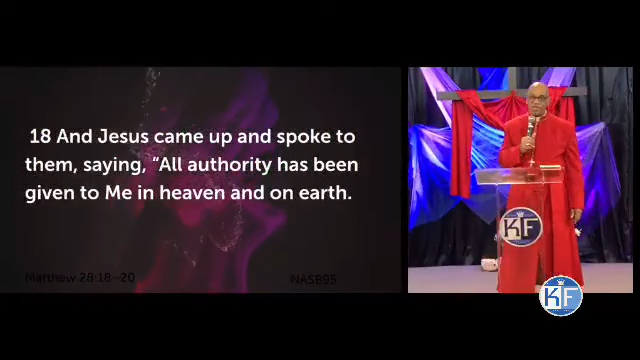 18 And Jesus came up and spoke to
them, saying, “All authority has been
given to Me in heaven and on earth.
Matthew 28:18–20
NASB95
KF
KF